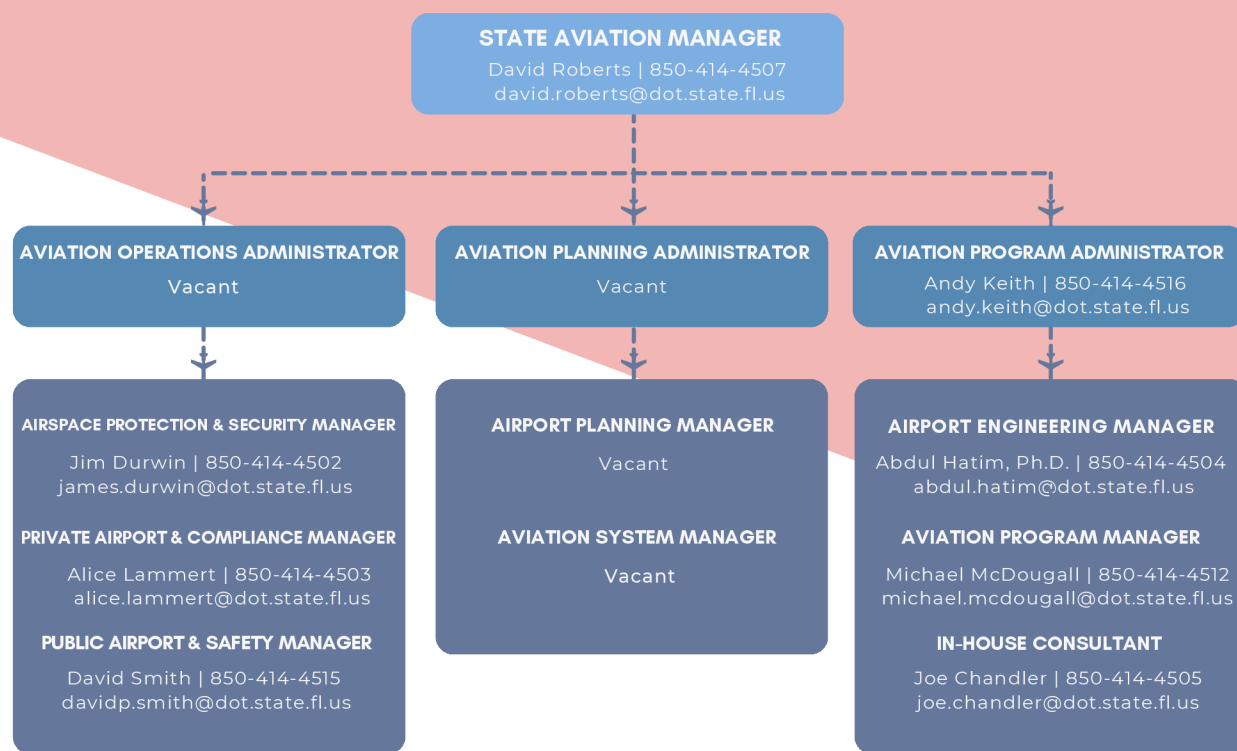 STATE AVIATION MANAGER
David Roberts | 850-414-4507
david.roberts@dot.state.fl.us
AVIATION OPERATIONS ADMINISTRATOR
Vacant
AVIATION PLANNING ADMINISTRATOR
Vacant
AVIATION PROGRAM ADMINISTRATOR
Andy Keith | 850-414-4516
andy.keith@dot.state.fl.us
AIRSPACE PROTECTION & SECURITY MANAGER
Jim Durwin | 850-414-4502
james.durwin@dot.state.fl.us
PRIVATE AIRPORT & COMPLIANCE MANAGER
Alice Lammert | 850-414-4503
alice.lammert@dot.state.fl.us
PUBLIC AIRPORT & SAFETY MANAGER
David Smith | 850-414-4515
davidp.smith@dot.state.fl.us
AIRPORT PLANNING MANAGER
Vacant
AVIATION SYSTEM MANAGER
Vacant
AIRPORT ENGINEERING MANAGER
Abdul Hatim, Ph.D. | 850-414-4504
abdul.hatim@dot.state.fl.us
AVIATION PROGRAM MANAGER
Michael McDougall | 850-414-4512
michael.mcdougall@dot.state.fl.us
IN-HOUSE CONSULTANT
Joe Chandler | 850-414-4505
joe.chandler@dot.state.fl.us